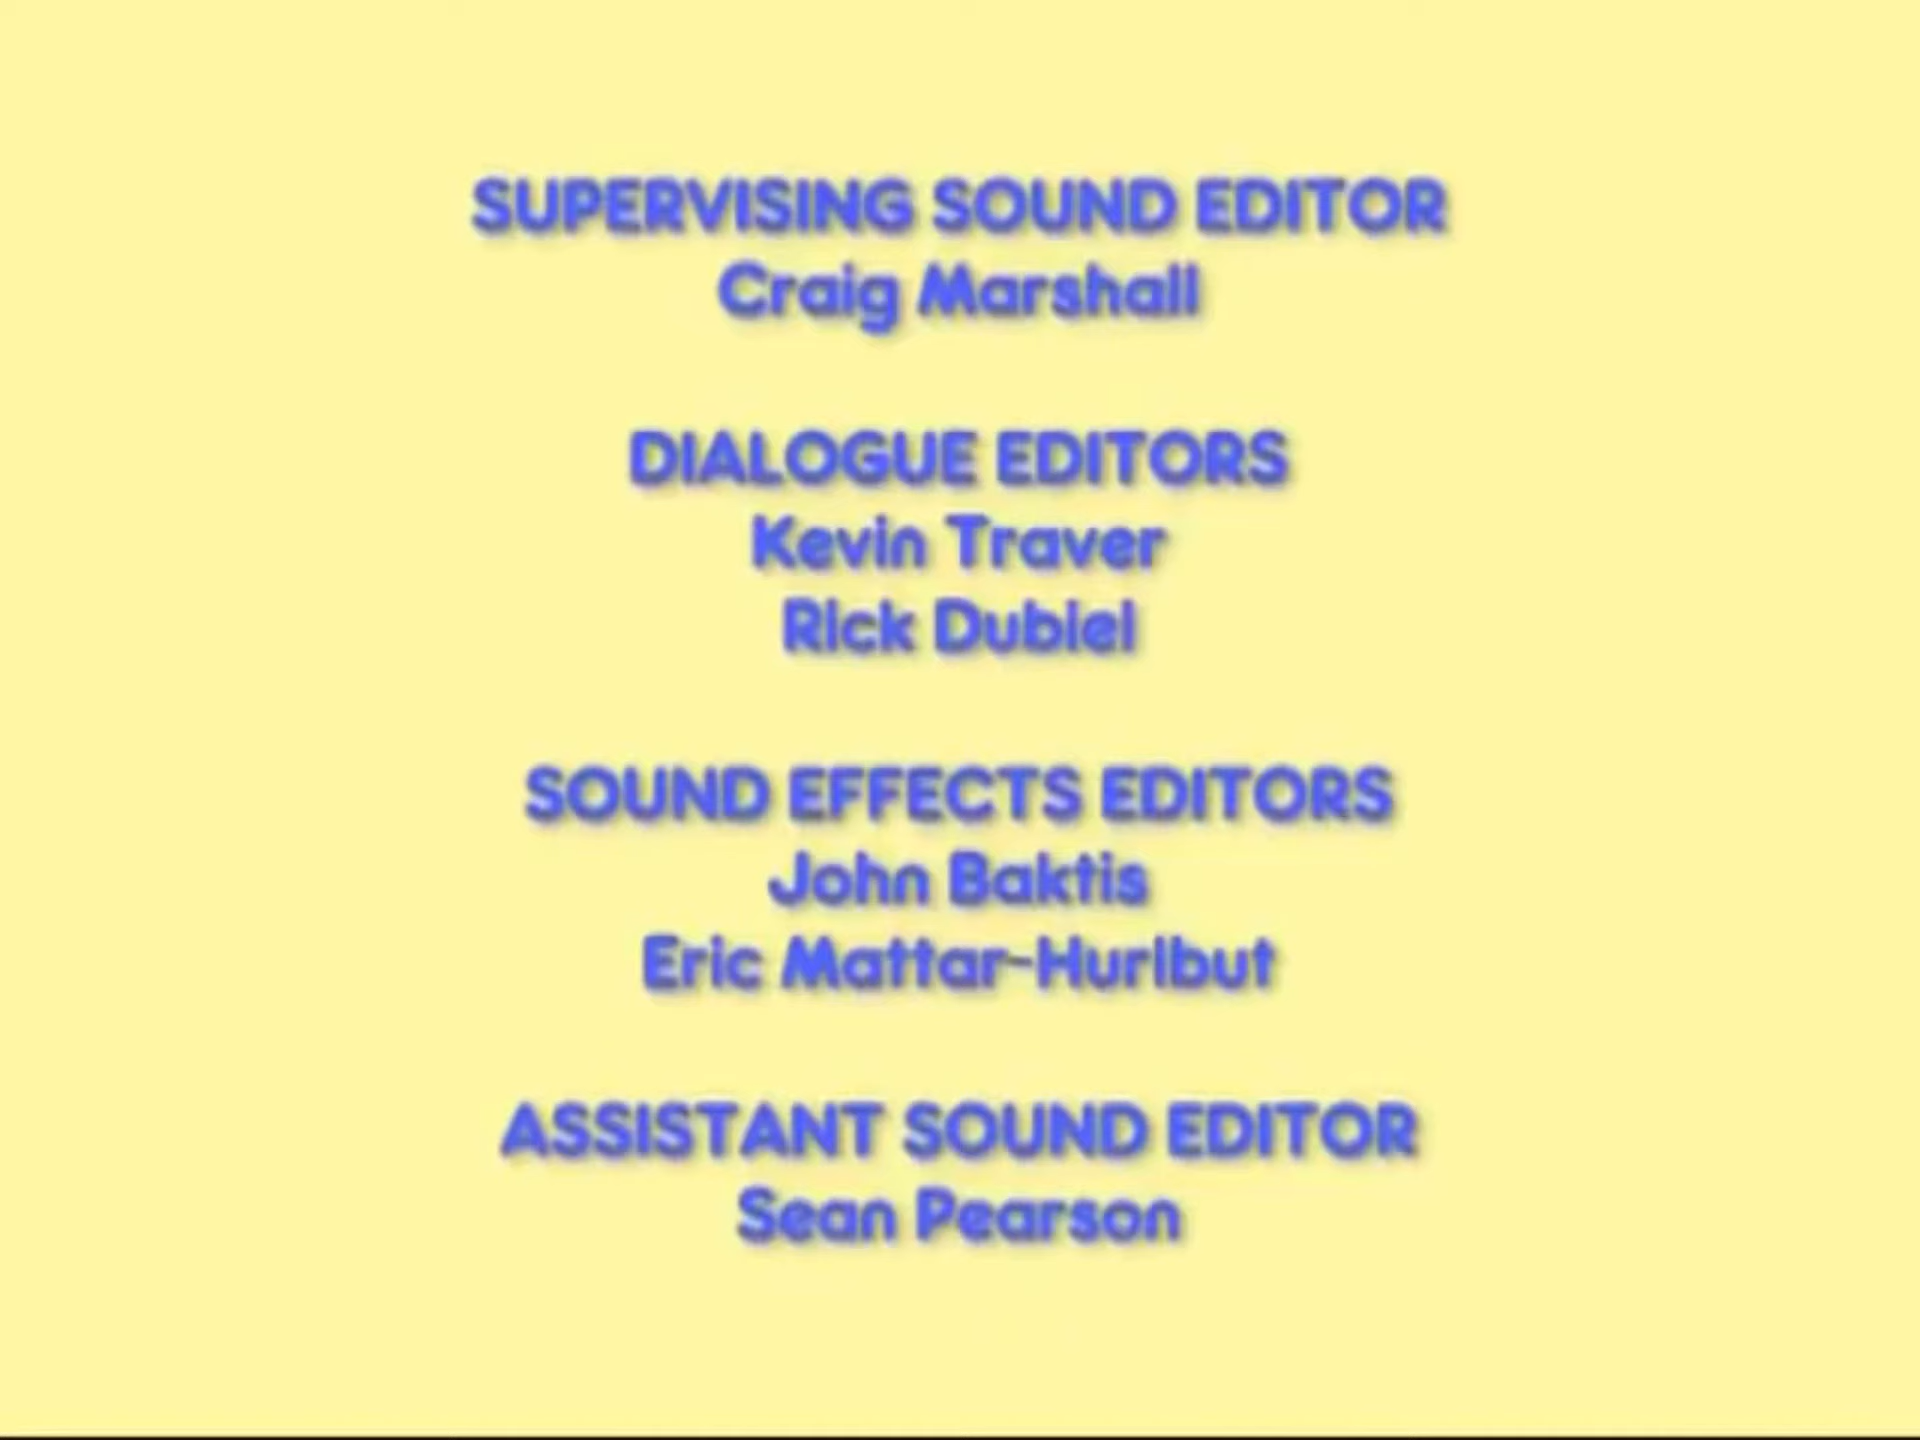 SUPERVISING SOUND EDITOR
Craig Marshall
DIALOGUE EDITORS
Kevin Traver
Rick Dubiel
SOUND EFFECTS EDITORS
John Baktis
Eric Mattar-Hurlbut
ASSISTANT SOUND EDITOR
Sean Pearson